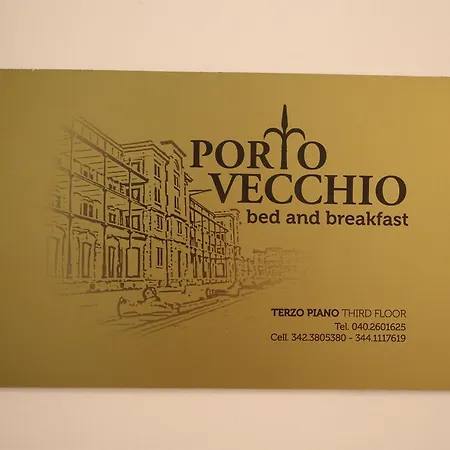 PORTO
VECCHIO
bed and breakfast
TERZO PIANO THIRD FLOOR
Tel. 040.2601625
Cell. 342.3805380 - 344.1117619